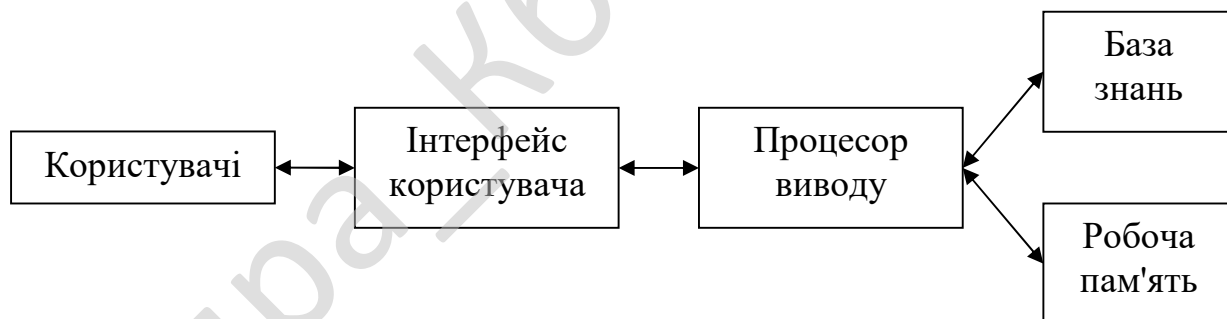 База
знань
Користувачі
Інтерфейс
користувача
Процесор
виводу
Робоча
пам'ять